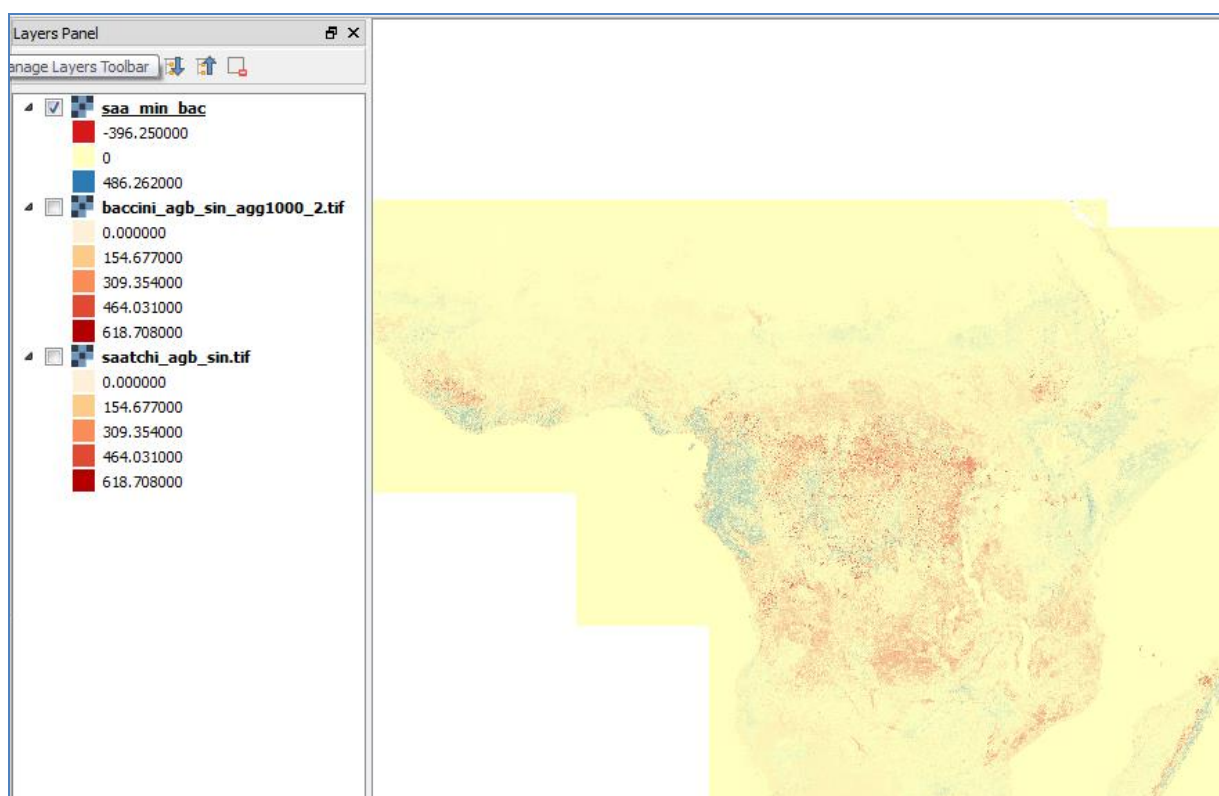 Layers Panel
anage Layers Toolbar
saa_min_bac
-396.250000
0
486.262000
baccini_agb_sin_agg1000_2.tif
0.000000
154.677000
309.354000
464.031000
618.708000
saatchi_agb_sin.tif
0.000000
154.677000
309.354000
464.031000
618.708000